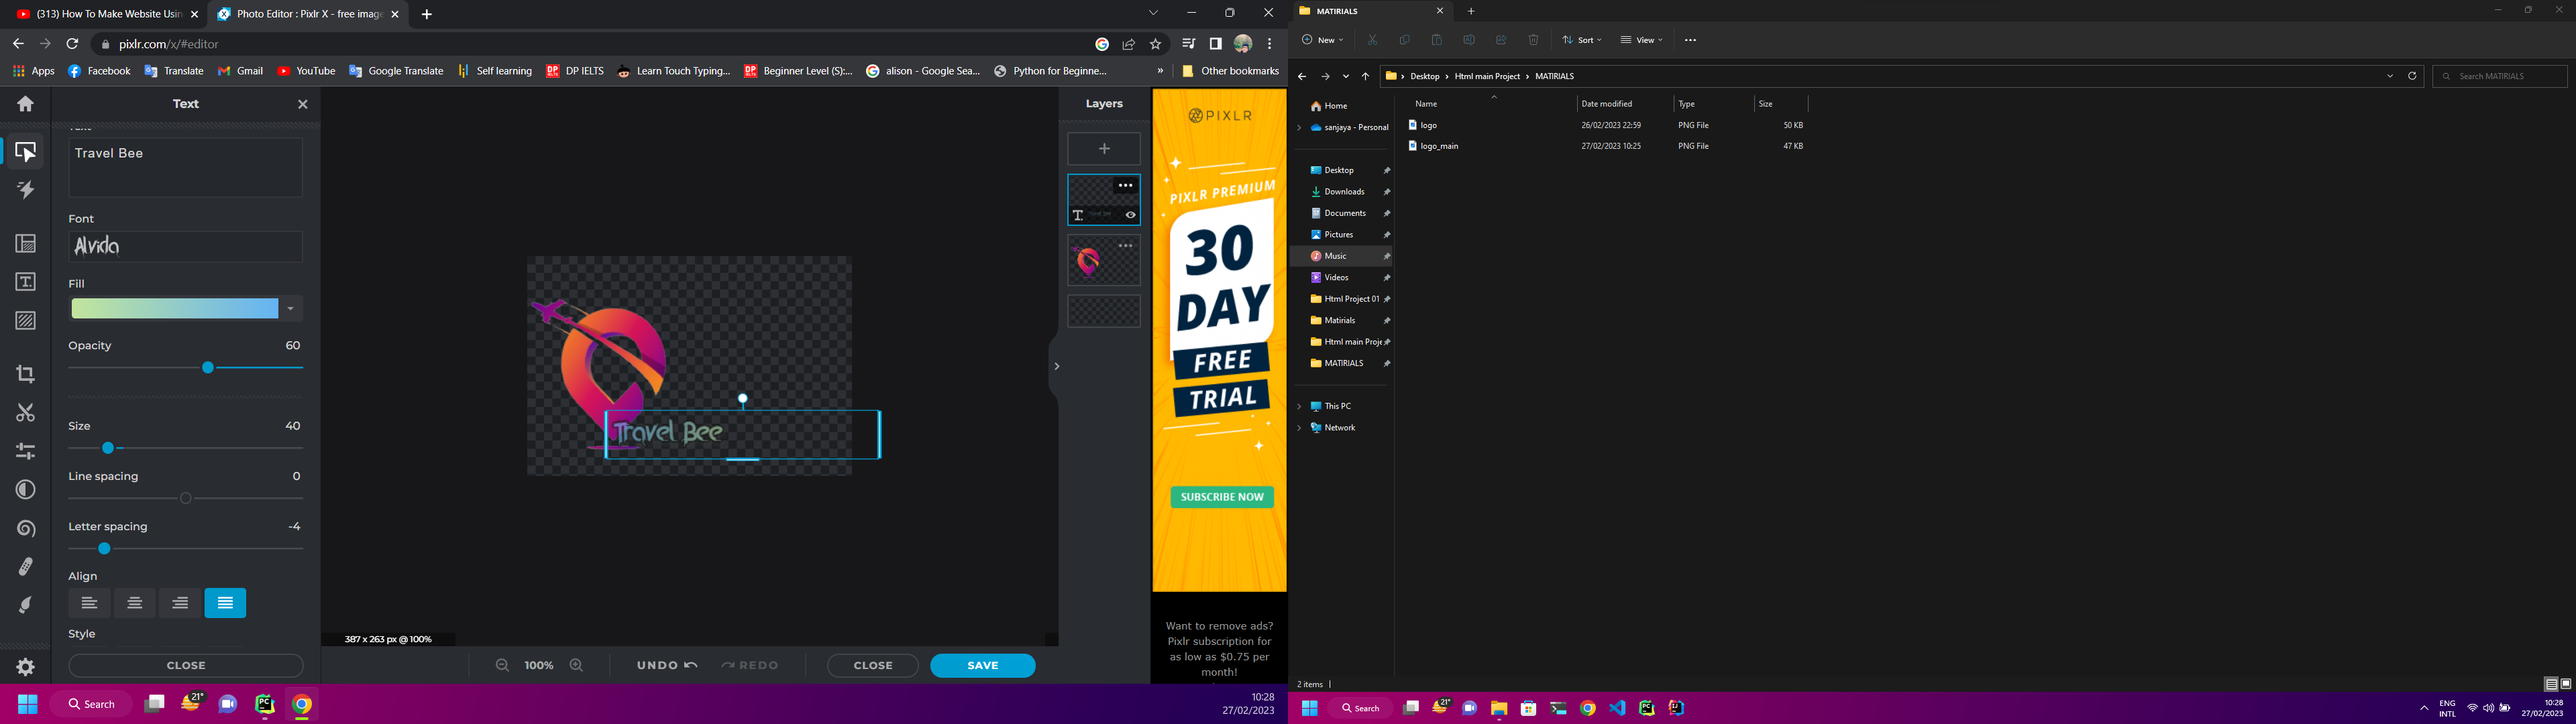 (313) How To Make Website Usin
Photo Editor : Pixlr X - free image
pixlr.com/x/#editor
Apps
Facebook
Translate
Gmail
YouTube
Google Translate
Self learning
DP IELTS
Learn Touch Typing...
Beginner Level (S):...
alison - Google Sea...
Python for Beginne...
»
Other bookmarks
Text
Travel Bee
Font
Alvida
Fill
Opacity 60
Size 40
Line spacing 0
Letter spacing -4
Align
Style
CLOSE
Travel Bee
387 x 263 px @ 100%
100%
UNDO
REDO
CLOSE
SAVE
Layers
PIXLR
PIXLR PREMIUM
30
DAY
FREE
TRIAL
SUBSCRIBE NOW
Want to remove ads?
Pixlr subscription for
as low as $0.75 per
month!
21°
Search
10:28
27/02/2023
MATIRIALS
New
Sort
View
Desktop > Html main Project > MATIRIALS
Search MATIRIALS
Home
sanjaya - Personal
Desktop
Downloads
Documents
Pictures
Music
Videos
Html Project 01
Matirials
Html main Proje
MATIRIALS
This PC
Network
Name Date modified Type Size
logo 26/02/2023 22:59 PNG File 50 KB
logo_main 27/02/2023 10:25 PNG File 47 KB
2 items
Search
21°
ENG
INTL
10:28
27/02/2023